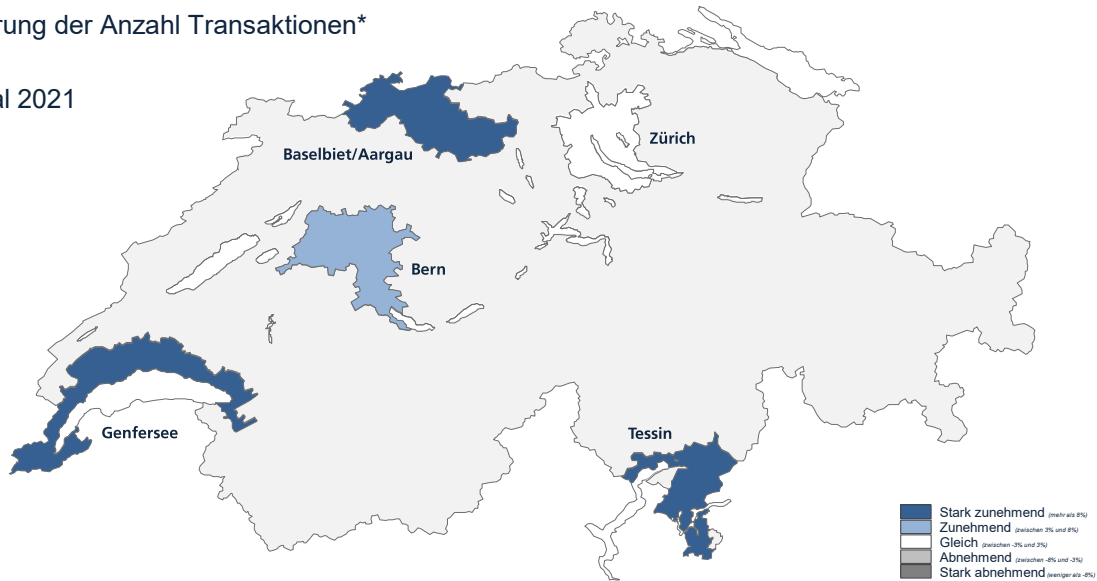 rung der Anzahl Transaktionen*
al 2021
Zürich
Baselbiet/Aargau
Bern
Genfersee
Tessin
Stark zunehmend (mehr als 8%)
Zunehmend (zwischen 3% und 8%)
Gleich (zwischen -3% und 3%)
Abnehmend (zwischen -8% und -3%)
Stark abnehmend (weniger als -8%)